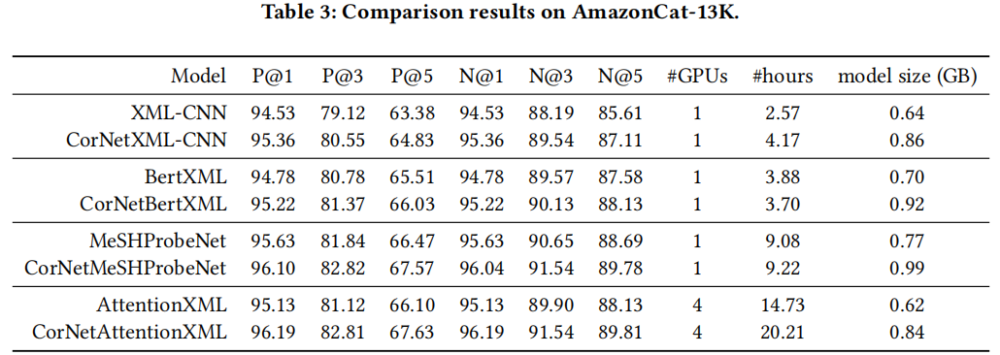 Table 3: Comparison results on AmazonCat-13K.
Model P@1 P@3 P@5 N@1 N@3 N@5 #GPUs #hours model size (GB)
XML-CNN 94.53 79.12 63.38 94.53 88.19 85.61 1 2.57 0.64
CorNetXML-CNN 95.36 80.55 64.83 95.36 89.54 87.11 1 4.17 0.86
BertXML 94.78 80.78 65.51 94.78 89.57 87.58 1 3.88 0.70
CorNetBertXML 95.22 81.37 66.03 95.22 90.13 88.13 1 3.70 0.92
MeSHProbeNet 95.63 81.84 66.47 95.63 90.65 88.69 1 9.08 0.77
CorNetMeSHProbeNet 96.10 82.82 67.57 96.04 91.54 89.78 1 9.22 0.99
AttentionXML 95.13 81.12 66.10 95.13 89.90 88.13 4 14.73 0.62
CorNetAttentionXML 96.19 82.81 67.63 96.19 91.54 89.81 4 20.21 0.84